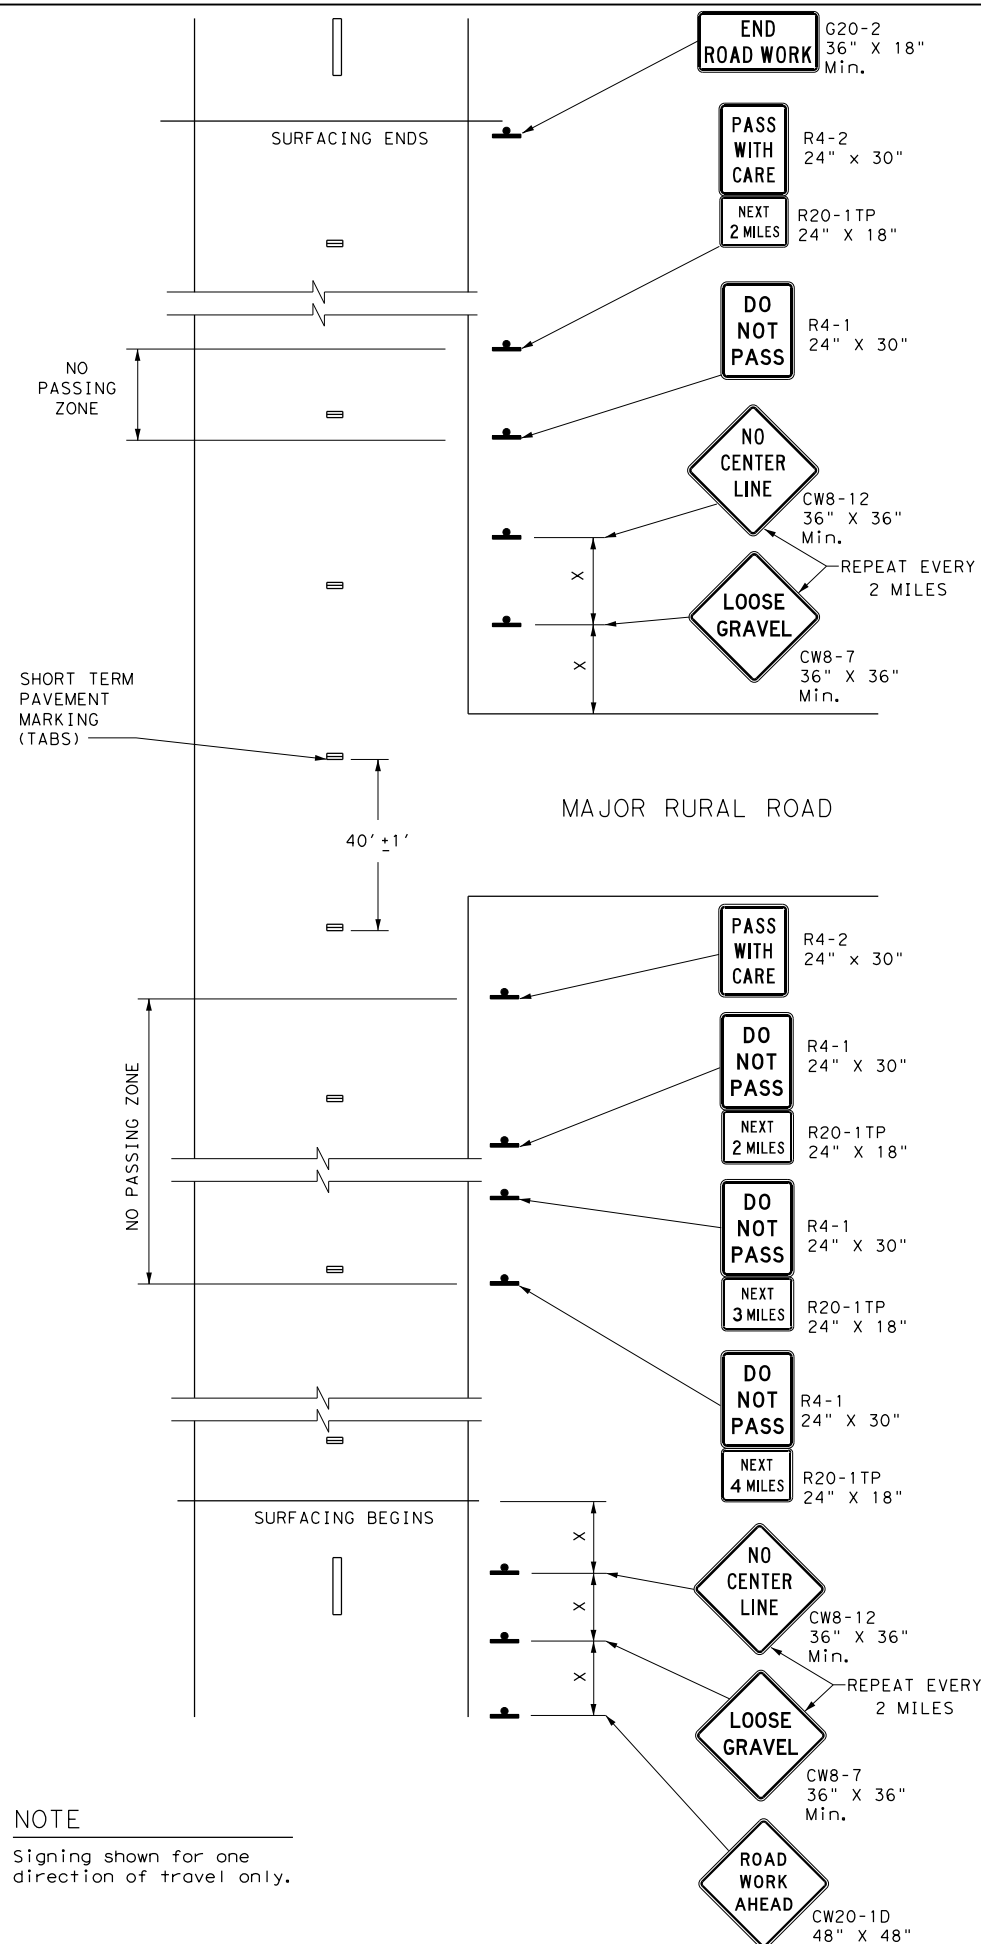 END
ROAD WORK
G20-2
36" X 18"
Min.
SURFACING ENDS
PASS
WITH
CARE
R4-2
24" x 30"
NEXT
2 MILES
R20-1TP
24" X 18"
DO
NOT
PASS
R4-1
24" X 30"
NO
PASSING
ZONE
NO
CENTER
LINE
CW8-12
36" X 36"
Min.
X
REPEAT EVERY
2 MILES
LOOSE
GRAVEL
CW8-7
36" X 36"
Min.
X
SHORT TERM
PAVEMENT
MARKING
(TABS)
MAJOR RURAL ROAD
40' ±1'
PASS
WITH
CARE
R4-2
24" x 30"
DO
NOT
PASS
R4-1
24" X 30"
NO PASSING ZONE
NEXT
2 MILES
R20-1TP
24" X 18"
DO
NOT
PASS
R4-1
24" X 30"
NEXT
3 MILES
R20-1TP
24" X 18"
DO
NOT
PASS
R4-1
24" X 30"
NEXT
4 MILES
R20-1TP
24" X 18"
SURFACING BEGINS
X
NO
CENTER
LINE
CW8-12
36" X 36"
Min.
X
REPEAT EVERY
2 MILES
X
LOOSE
GRAVEL
CW8-7
36" X 36"
Min.
NOTE
Signing shown for one
direction of travel only.
ROAD
WORK
AHEAD
CW20-1D
48" X 48"